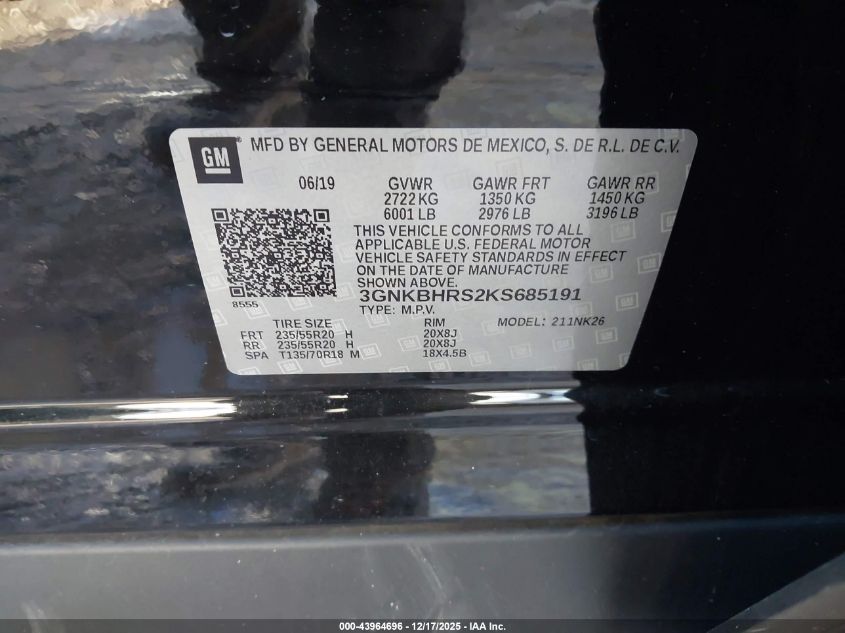 GM MFD BY GENERAL MOTORS DE MEXICO, S. DE R.L. DE C.V.
06/19 GVWR GAWR FRT GAWR RR
2722 KG 1350 KG 1450 KG
6001 LB 2976 LB 3196 LB
THIS VEHICLE CONFORMS TO ALL
APPLICABLE U.S. FEDERAL MOTOR
VEHICLE SAFETY STANDARDS IN EFFECT
ON THE DATE OF MANUFACTURE
SHOWN ABOVE.
3GNKBHRS2KS685191
8555
TYPE: M.P.V.
TIRE SIZE RIM MODEL: 211NK26
FRT 235/55R20 H 20X8J
RR 235/55R20 H 20X8J
SPA T135/70R18 M 18X4.5B
000-43964696 - 12/17/2025 - IAA Inc.